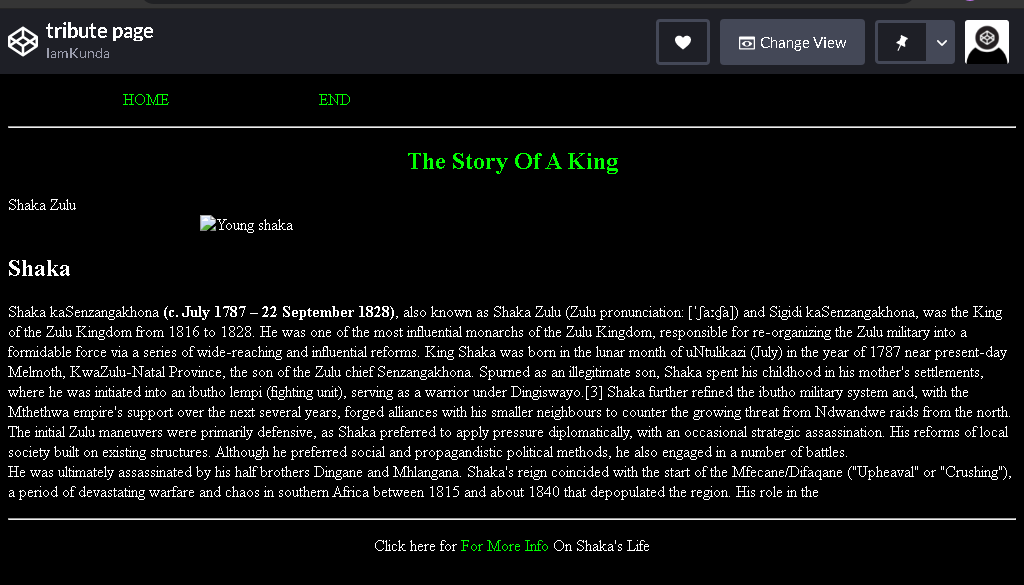 tribute page
IamKunda
Change View
HOME END
The Story Of A King
Shaka Zulu
Young shaka
Shaka
Shaka kaSenzangakhona (c. July 1787 – 22 September 1828), also known as Shaka Zulu (Zulu pronunciation: [ˈʃaːɠa]) and Sigidi kaSenzangakhona, was the King
of the Zulu Kingdom from 1816 to 1828. He was one of the most influential monarchs of the Zulu Kingdom, responsible for re-organizing the Zulu military into a
formidable force via a series of wide-reaching and influential reforms. King Shaka was born in the lunar month of uNtulikazi (July) in the year of 1787 near present-day
Melmoth, KwaZulu-Natal Province, the son of the Zulu chief Senzangakhona. Spurned as an illegitimate son, Shaka spent his childhood in his mother's settlements,
where he was initiated into an ibutho lempi (fighting unit), serving as a warrior under Dingiswayo.[3] Shaka further refined the ibutho military system and, with the
Mthethwa empire's support over the next several years, forged alliances with his smaller neighbours to counter the growing threat from Ndwandwe raids from the north.
The initial Zulu maneuvers were primarily defensive, as Shaka preferred to apply pressure diplomatically, with an occasional strategic assassination. His reforms of local
society built on existing structures. Although he preferred social and propagandistic political methods, he also engaged in a number of battles.
He was ultimately assassinated by his half brothers Dingane and Mhlangana. Shaka's reign coincided with the start of the Mfecane/Difaqane ("Upheaval" or "Crushing"),
a period of devastating warfare and chaos in southern Africa between 1815 and about 1840 that depopulated the region. His role in the
Click here for For More Info On Shaka's Life